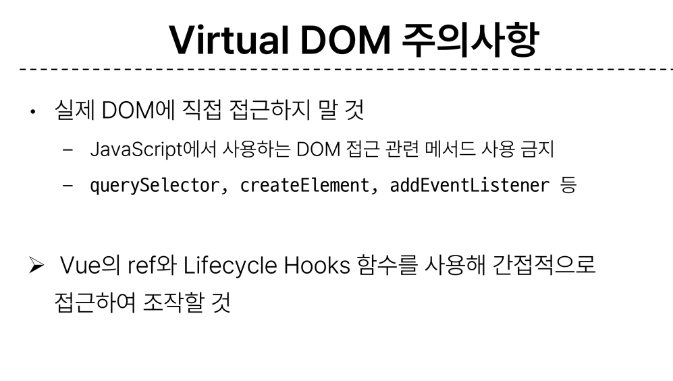 Virtual DOM 주의사항
• 실제 DOM에 직접 접근하지 말 것
– JavaScript에서 사용하는 DOM 접근 관련 메서드 사용 금지
– querySelector, createElement, addEventListener 등
➢ Vue의 ref와 Lifecycle Hooks 함수를 사용해 간접적으로
접근하여 조작할 것